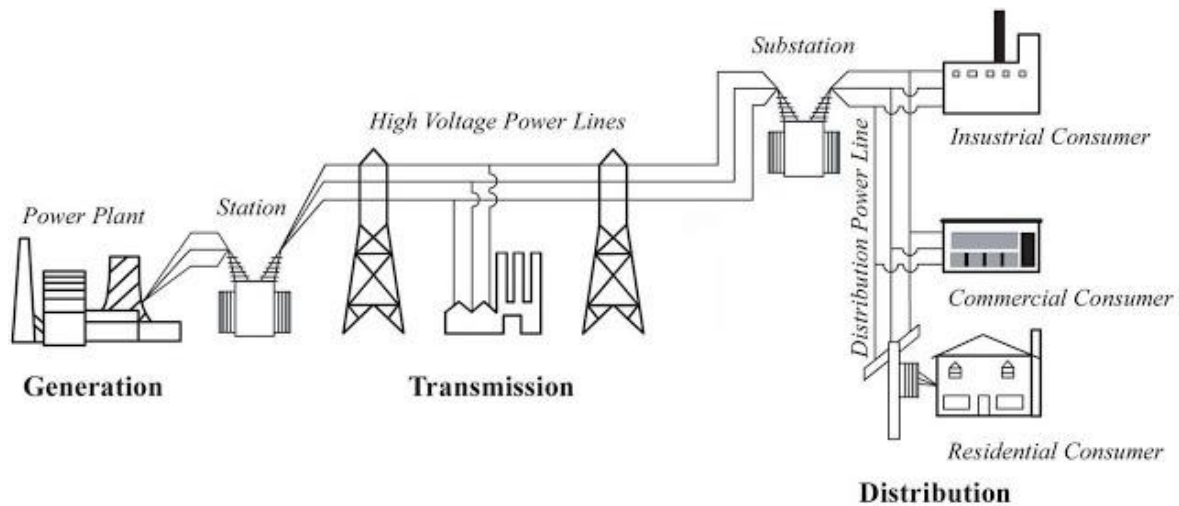 Substation
High Voltage Power Lines
Insustrial Consumer
Power Plant
Station
Distribution Power Line
Commercial Consumer
Generation
Transmission
Residential Consumer
Distribution